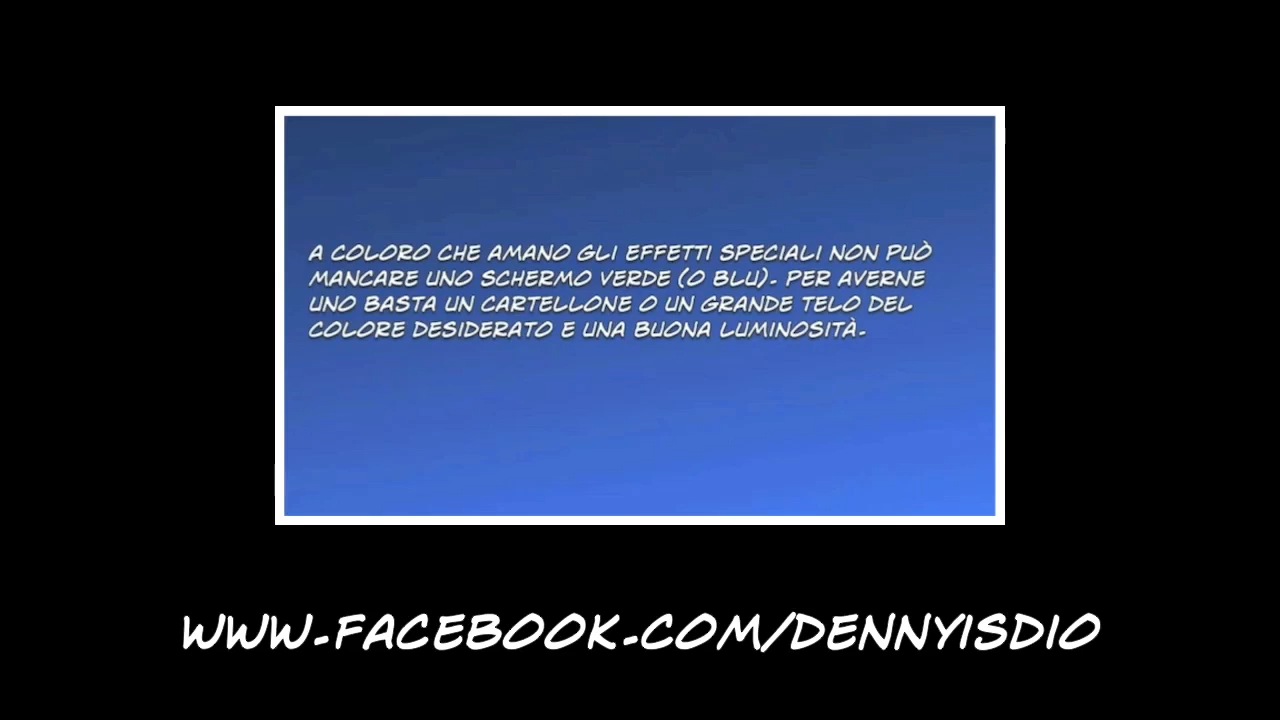 A COLORO CHE AMANO GLI EFFETTI SPECIALI NON PUÒ
MANCARE UNO SCHERMO VERDE (O BLU). PER AVERNE
UNO BASTA UN CARTELLONE O UN GRANDE TELO DEL
COLORE DESIDERATO E UNA BUONA LUMINOSITÀ.
WWW.FACEBOOK.COM/DENNYISDIO